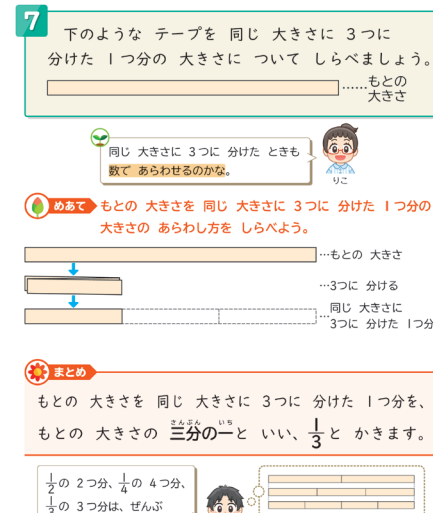 7
下のような テープを 同じ 大きさに 3つに
分けた 1つ分の 大きさに ついて しらべましょう。
……もとの
大きさ
同じ 大きさに 3つに 分けた ときも
数で あらわせるのかな。
りこ
めあて もとの 大きさを 同じ 大きさに 3つに 分けた 1つ分の
大きさの あらわし方を しらべよう。
…もとの 大きさ
…3つに 分ける
…同じ 大きさに
3つに 分けた 1つ分
まとめ
もとの 大きさを 同じ 大きさに 3つに 分けた 1つ分を、
さんぶん いち
もとの 大きさの 三分の一と いい、1/3と かきます。
1/2の 2つ分、1/4の 4つ分、
1/3の 3つ分は、ぜんぶ